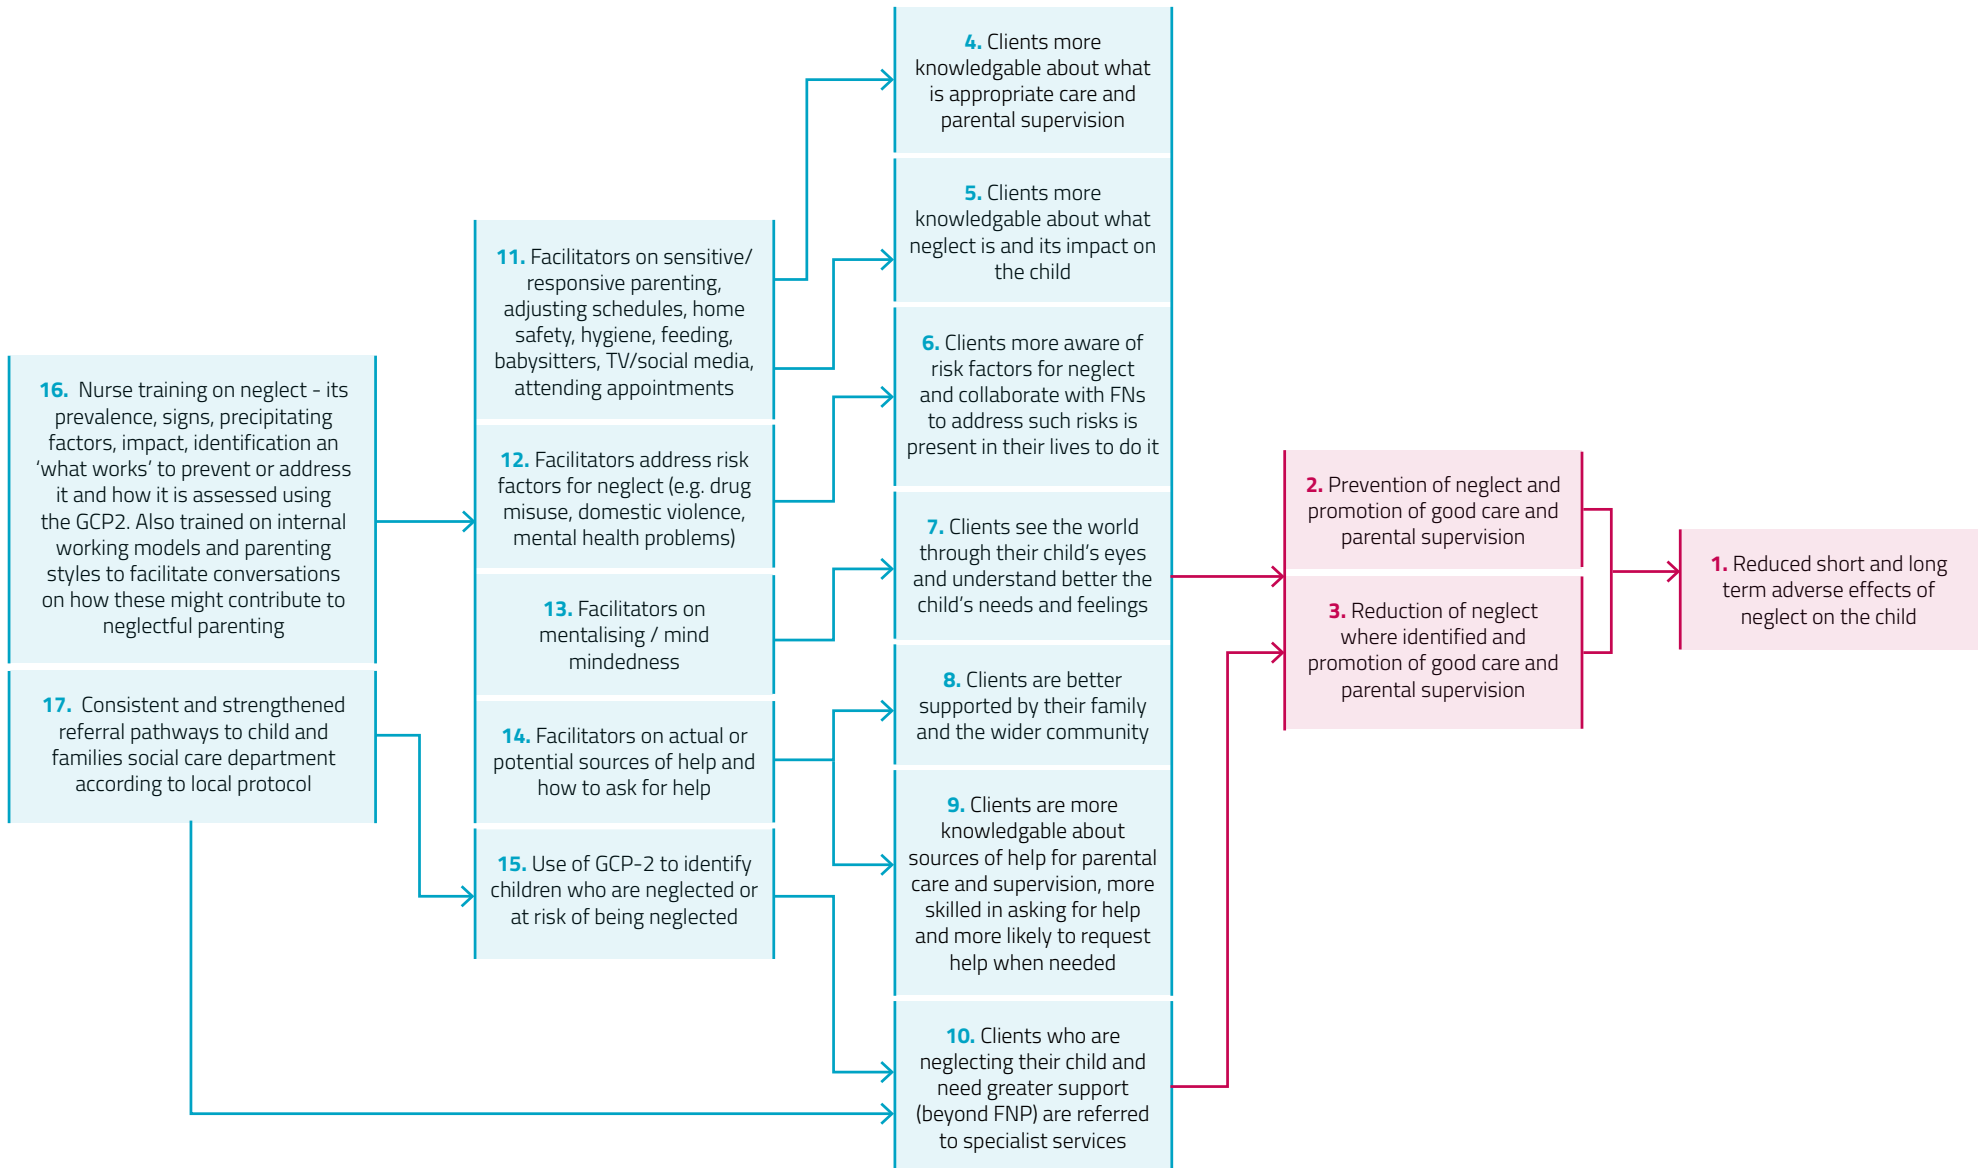 4. Clients more
knowledgable about what
is appropriate care and
parental supervision
5. Clients more
knowledgable about what
neglect is and its impact on
the child
6. Clients more aware of
risk factors for neglect
and collaborate with FNs
to address such risks is
present in their lives to do it
7. Clients see the world
through their child’s eyes
and understand better the
child’s needs and feelings
8. Clients are better
supported by their family
and the wider community
9. Clients are more
knowledgable about
sources of help for parental
care and supervision, more
skilled in asking for help
and more likely to request
help when needed
10. Clients who are
neglecting their child and
need greater support
(beyond FNP) are referred
to specialist services
11. Facilitators on sensitive/
responsive parenting,
adjusting schedules, home
safety, hygiene, feeding,
babysitters, TV/social media,
attending appointments
12. Facilitators address risk
factors for neglect (e.g. drug
misuse, domestic violence,
mental health problems)
13. Facilitators on
mentalising / mind
mindedness
14. Facilitators on actual or
potential sources of help and
how to ask for help
15. Use of GCP-2 to identify
children who are neglected or
at risk of being neglected
16. Nurse training on neglect - its
prevalence, signs, precipitating
factors, impact, identification an
‘what works’ to prevent or address
it and how it is assessed using
the GCP2. Also trained on internal
working models and parenting
styles to facilitate conversations
on how these might contribute to
neglectful parenting
17. Consistent and strengthened
referral pathways to child and
families social care department
according to local protocol
2. Prevention of neglect and
promotion of good care and
parental supervision
3. Reduction of neglect
where identified and
promotion of good care and
parental supervision
1. Reduced short and long
term adverse effects of
neglect on the child